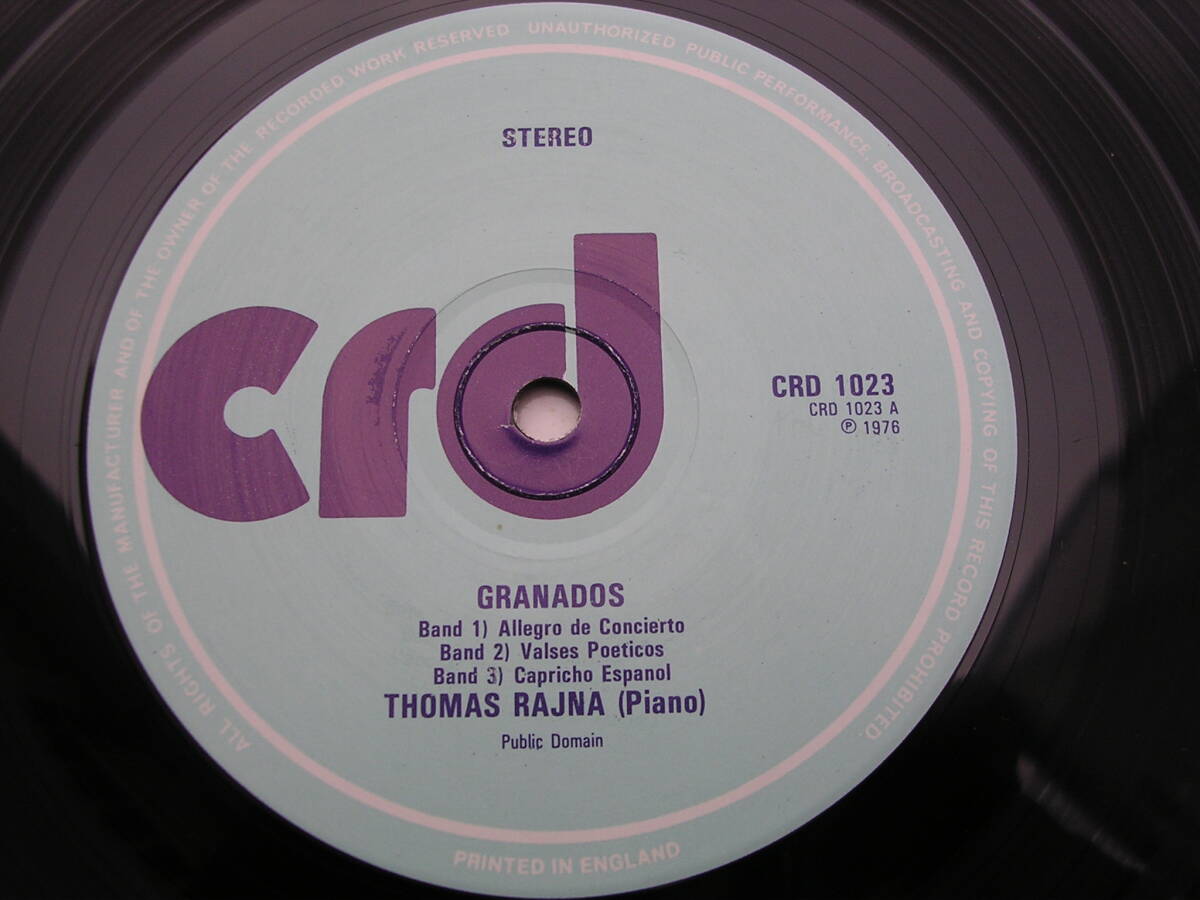 ALL RIGHTS OF THE MANUFACTURER AND OF THE OWNER OF THE RECORDED WORK RESERVED UNAUTHORIZED PUBLIC PERFORMANCE, BROADCASTING AND COPYING OF THIS RECORD PROHIBITED.
STEREO
crd
CRD 1023
CRD 1023 A
℗ 1976
GRANADOS
Band 1) Allegro de Concierto
Band 2) Valses Poeticos
Band 3) Capricho Espanol
THOMAS RAJNA (Piano)
Public Domain
PRINTED IN ENGLAND